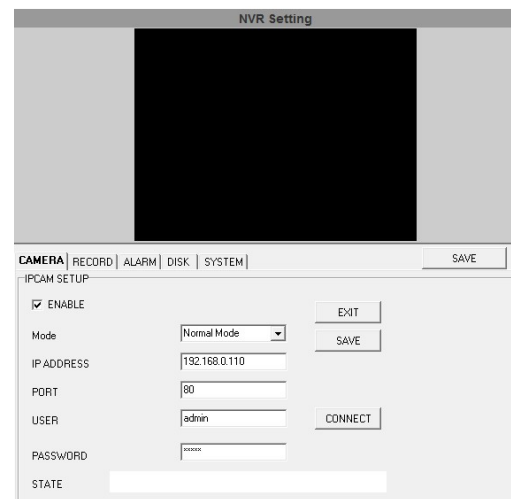 NVR Setting
CAMERA RECORD ALARM DISK SYSTEM SAVE
IPCAM SETUP
ENABLE
EXIT
Mode Normal Mode SAVE
IP ADDRESS 192.168.0.110
PORT 80
USER admin CONNECT
PASSWORD xxxxx
STATE